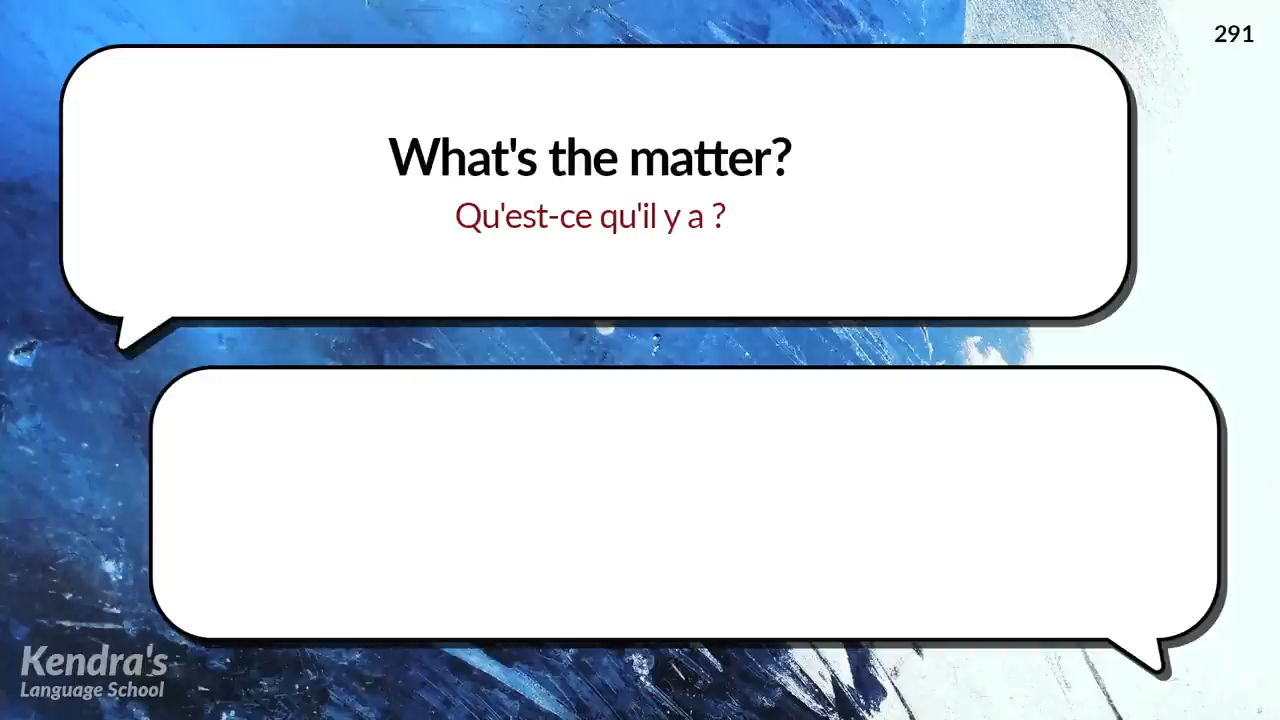 291
What's the matter?
Qu'est-ce qu'il y a ?
Kendra's
Language School